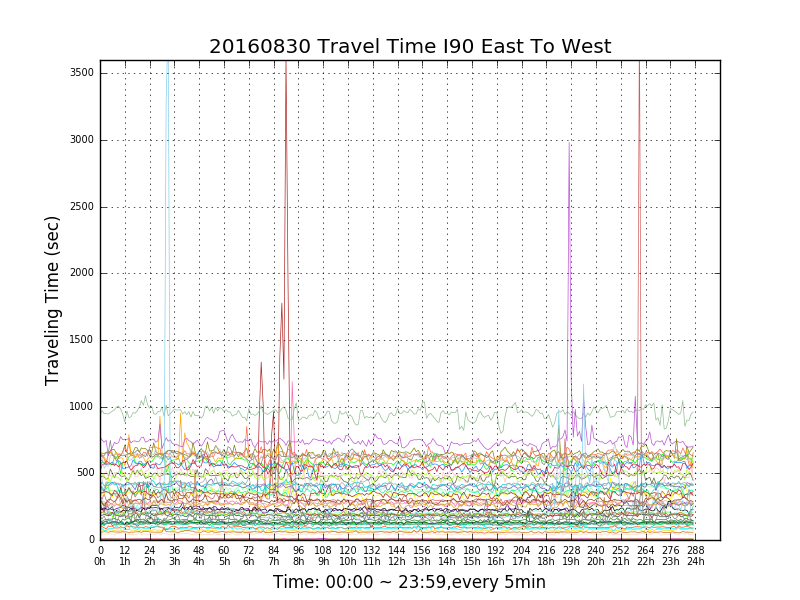 20160830 Travel Time I90 East To West
3500
3000
2500
2000
1500
1000
500
0
Traveling Time (sec)
0 12 24 36 48 60 72 84 96 108 120 132 144 156 168 180 192 204 216 228 240 252 264 276 288
0h 1h 2h 3h 4h 5h 6h 7h 8h 9h 10h 11h 12h 13h 14h 15h 16h 17h 18h 19h 20h 21h 22h 23h 24h
Time: 00:00 ~ 23:59,every 5min